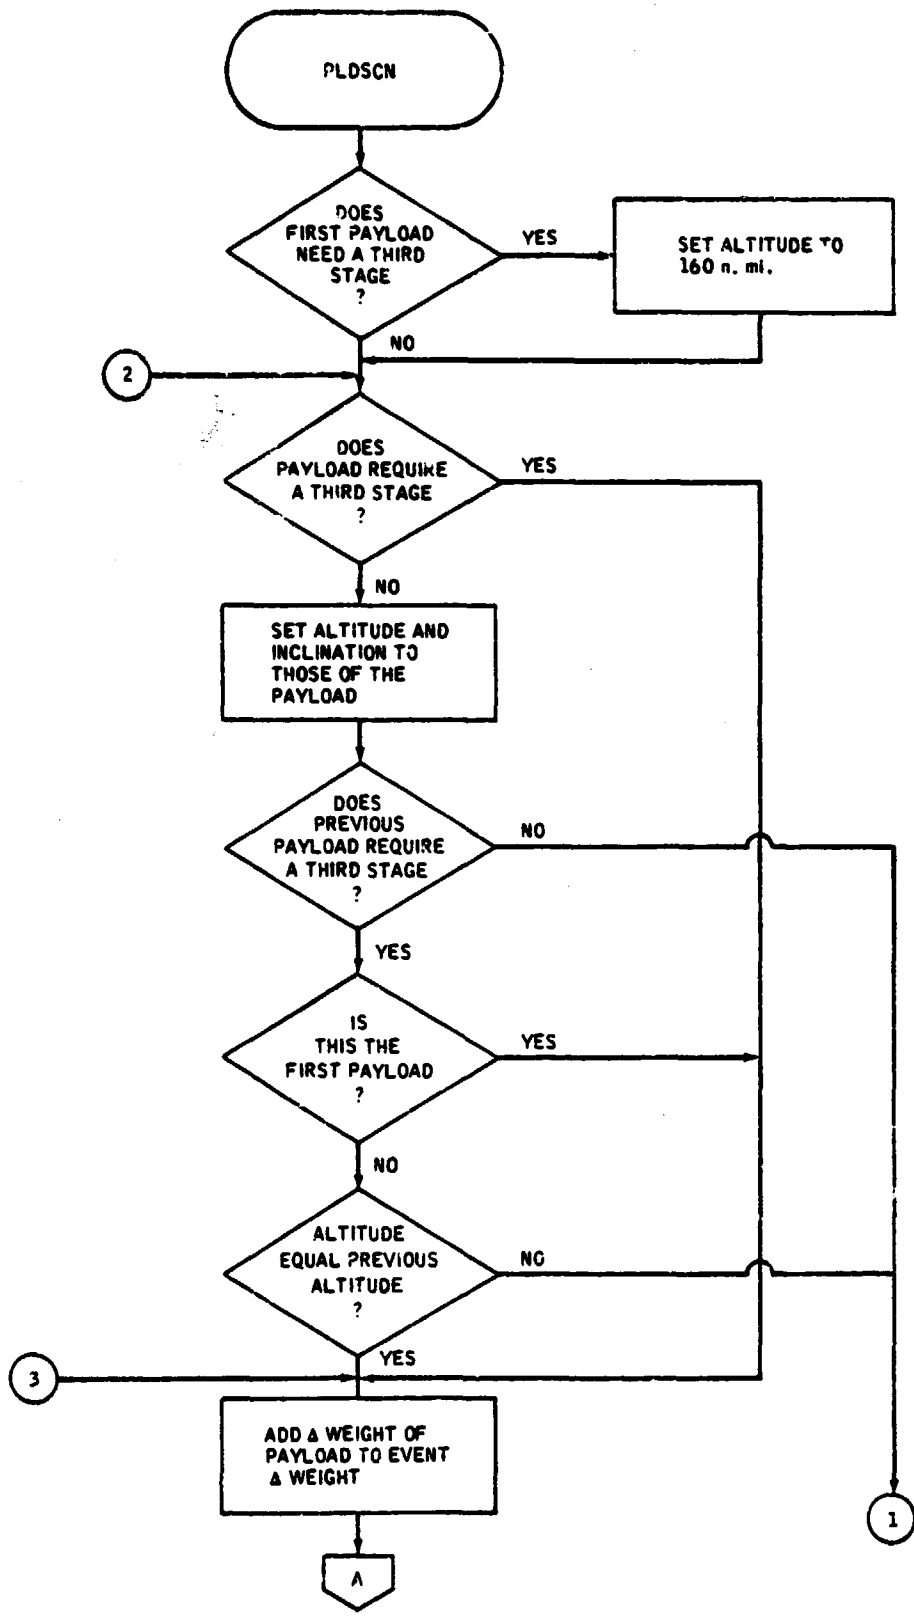 PLDSCN
DOES
FIRST PAYLOAD
NEED A THIRD
STAGE
?
YES
SET ALTITUDE TO
160 n. mi.
NO
2
DOES
PAYLOAD REQUIRE
A THIRD STAGE
?
YES
NO
SET ALTITUDE AND
INCLINATION TO
THOSE OF THE
PAYLOAD
DOES
PREVIOUS
PAYLOAD REQUIRE
A THIRD STAGE
?
NO
YES
IS
THIS THE
FIRST PAYLOAD
?
YES
NO
ALTITUDE
EQUAL PREVIOUS
ALTITUDE
?
NO
YES
3
ADD Δ WEIGHT OF
PAYLOAD TO EVENT
Δ WEIGHT
1
A